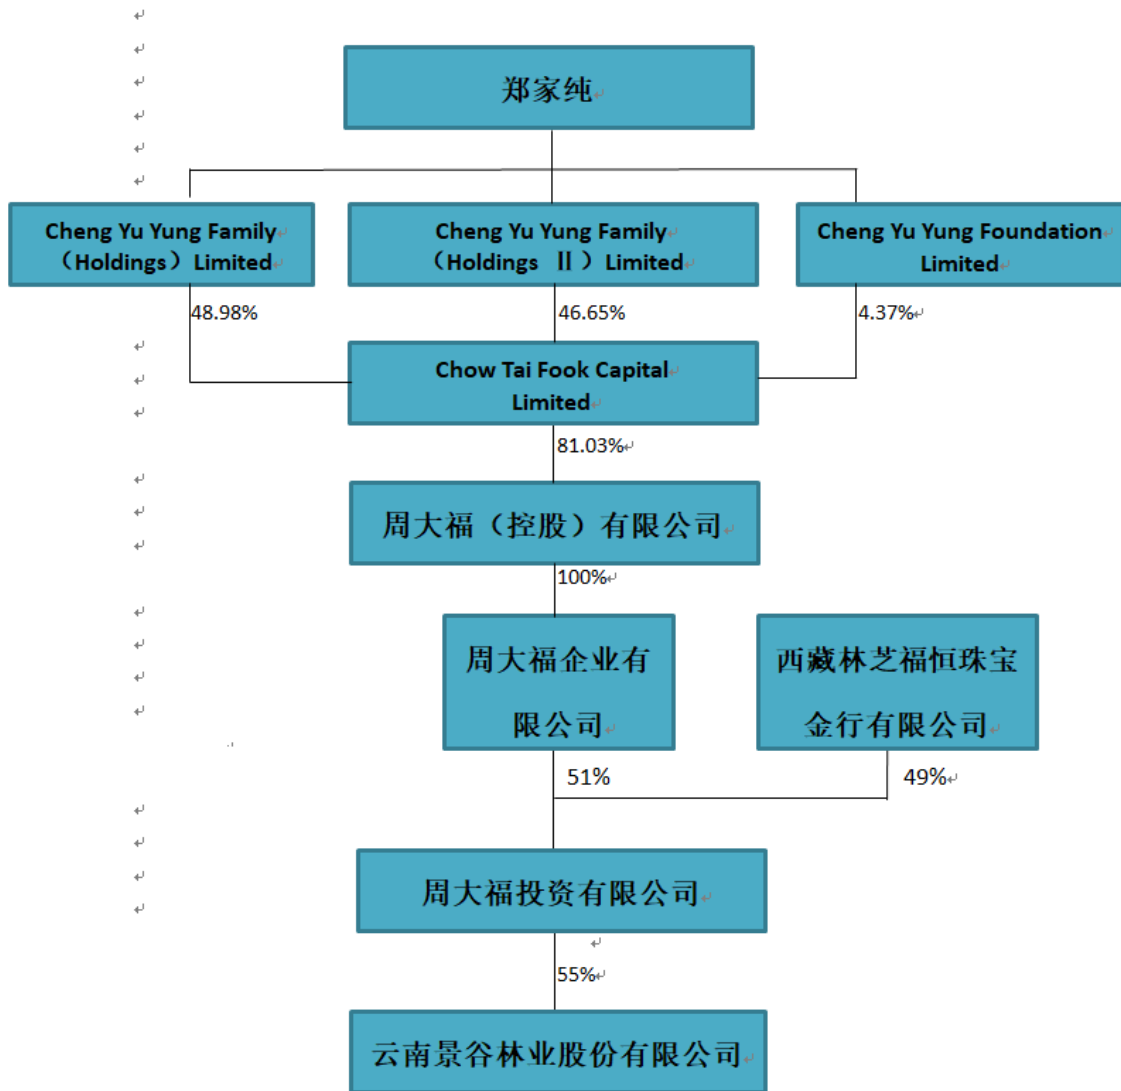 郑家纯
Cheng Yu Yung Family
（Holdings）Limited
Cheng Yu Yung Family
（Holdings Ⅱ）Limited
Cheng Yu Yung Foundation
Limited
48.98%
46.65%
4.37%
Chow Tai Fook Capital
Limited
81.03%
周大福（控股）有限公司
100%
周大福企业有
限公司
西藏林芝福恒珠宝
金行有限公司
51%
49%
周大福投资有限公司
55%
云南景谷林业股份有限公司